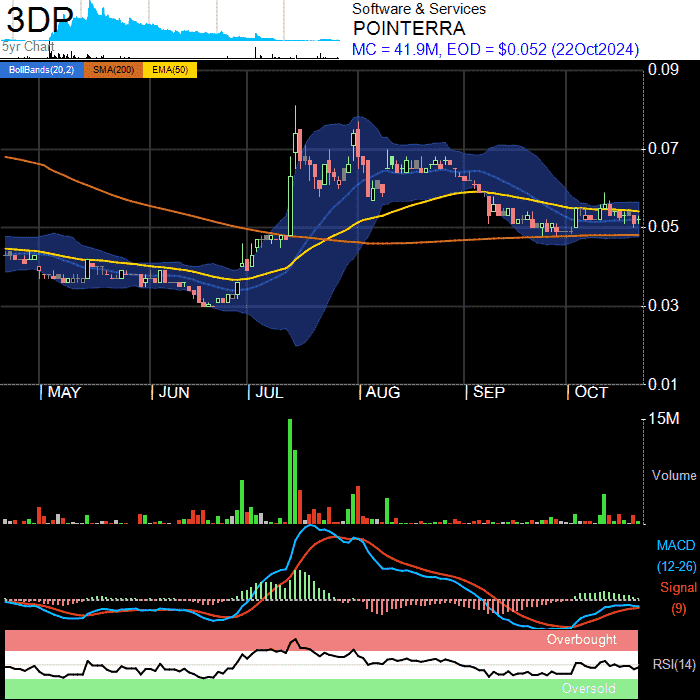 3DP
5yr Chart
Software & Services
POINTERRA
MC = 41.9M, EOD = $0.052 (22Oct2024)
BollBands(20,2) SMA(200) EMA(50)
0.09
0.07
0.05
0.03
0.01
MAY JUN JUL AUG SEP OCT
15M
Volume
MACD
(12-26)
Signal
(9)
Overbought
RSI(14)
Oversold